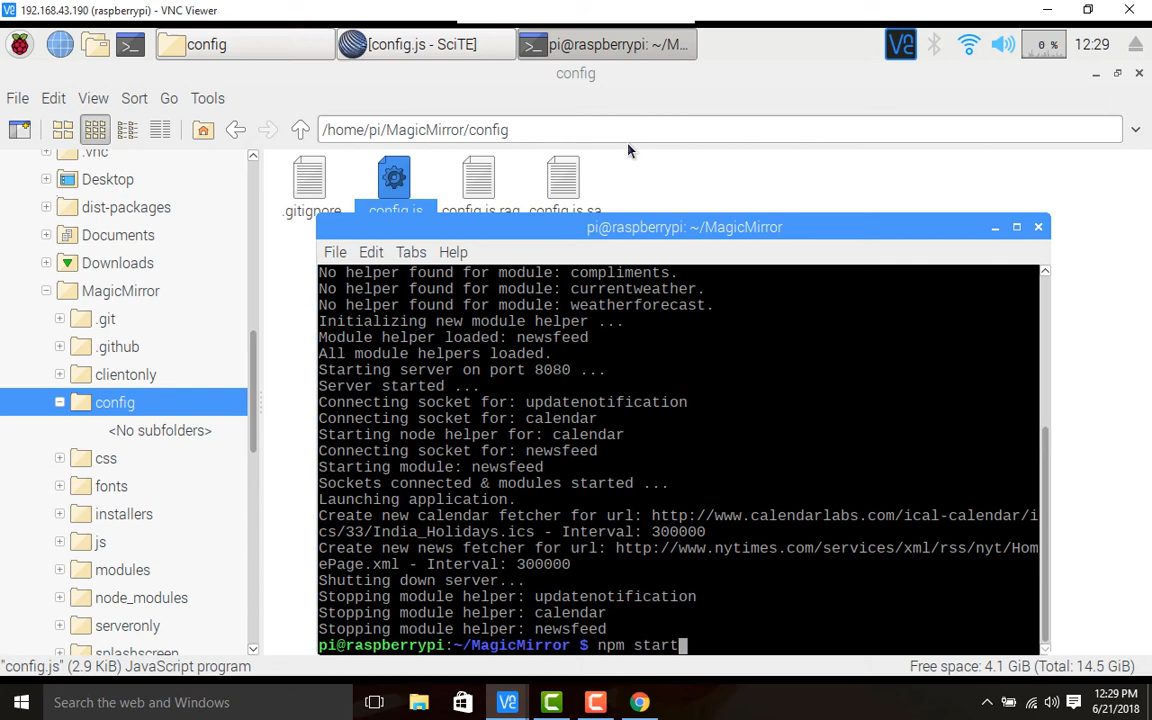 192.168.43.190 (raspberrypi) - VNC Viewer
config
[config.js - SciTE]
pi@raspberrypi: ~/M...
0 %
12:29
config
File Edit View Sort Go Tools
/home/pi/MagicMirror/config
.vnc
Desktop
dist-packages
Documents
Downloads
MagicMirror
.git
.github
clientonly
config
<No subfolders>
css
fonts
installers
js
modules
node_modules
serveronly
splashscreen
.gitignore
config.js
config.js.rag
config.js.sa
pi@raspberrypi: ~/MagicMirror
File Edit Tabs Help
No helper found for module: compliments.
No helper found for module: currentweather.
No helper found for module: weatherforecast.
Initializing new module helper ...
Module helper loaded: newsfeed
All module helpers loaded.
Starting server on port 8080 ...
Server started ...
Connecting socket for: updatenotification
Connecting socket for: calendar
Starting node helper for: calendar
Connecting socket for: newsfeed
Starting module: newsfeed
Sockets connected & modules started ...
Launching application.
Create new calendar fetcher for url: http://www.calendarlabs.com/ical-calendar/i
cs/33/India_Holidays.ics - Interval: 300000
Create new news fetcher for url: http://www.nytimes.com/services/xml/rss/nyt/Hom
ePage.xml - Interval: 300000
Shutting down server...
Stopping module helper: updatenotification
Stopping module helper: calendar
Stopping module helper: newsfeed
pi@raspberrypi:~/MagicMirror $ npm start
"config.js" (2.9 KiB) JavaScript program
Free space: 4.1 GiB (Total: 14.5 GiB)
Search the web and Windows
12:29 PM
6/21/2018